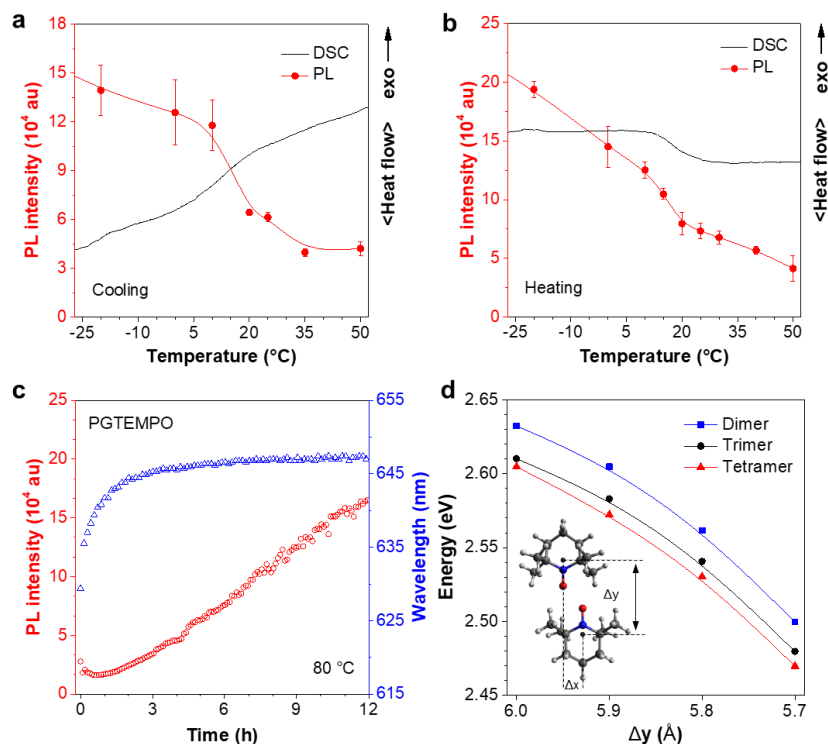 a
18
15
12
9
6
3
0
PL intensity (10⁴ au)
DSC
PL
Cooling
<Heat flow> exo
-25 -10 5 20 35 50
Temperature (°C)
b
25
20
15
10
5
0
PL intensity (10⁴ au)
DSC
PL
Heating
<Heat flow> exo
-25 -10 5 20 35 50
Temperature (°C)
c
25
20
15
10
5
0
PL intensity (10⁴ au)
PGTEMPO
80 °C
655
645
635
625
615
Wavelength (nm)
0 3 6 9 12
Time (h)
d
2.65
2.60
2.55
2.50
2.45
Energy (eV)
Dimer
Trimer
Tetramer
Δy
Δx
6.0 5.9 5.8 5.7
Δy (Å)